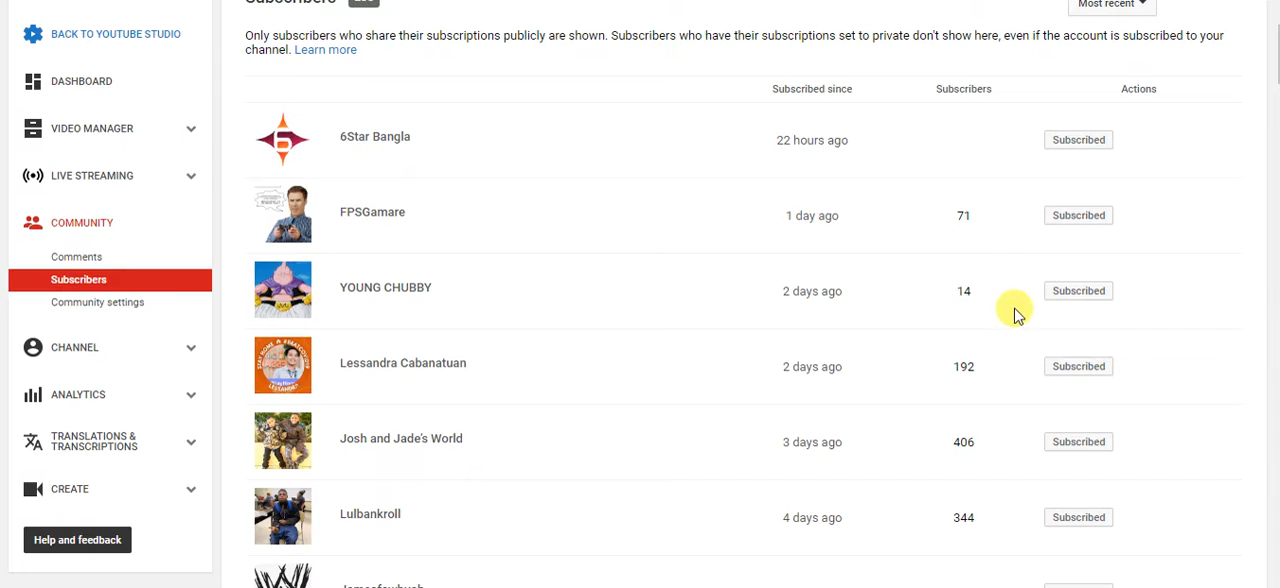 Subscribers
Most recent
BACK TO YOUTUBE STUDIO
DASHBOARD
VIDEO MANAGER
LIVE STREAMING
COMMUNITY
Comments
Subscribers
Community settings
CHANNEL
ANALYTICS
TRANSLATIONS &
TRANSCRIPTIONS
CREATE
Help and feedback
Only subscribers who share their subscriptions publicly are shown. Subscribers who have their subscriptions set to private don't show here, even if the account is subscribed to your
channel. Learn more
Subscribed since Subscribers Actions
6Star Bangla 22 hours ago Subscribed
FPSGamare 1 day ago 71 Subscribed
YOUNG CHUBBY 2 days ago 14 Subscribed
Lessandra Cabanatuan 2 days ago 192 Subscribed
Josh and Jade's World 3 days ago 406 Subscribed
Lulbankroll 4 days ago 344 Subscribed